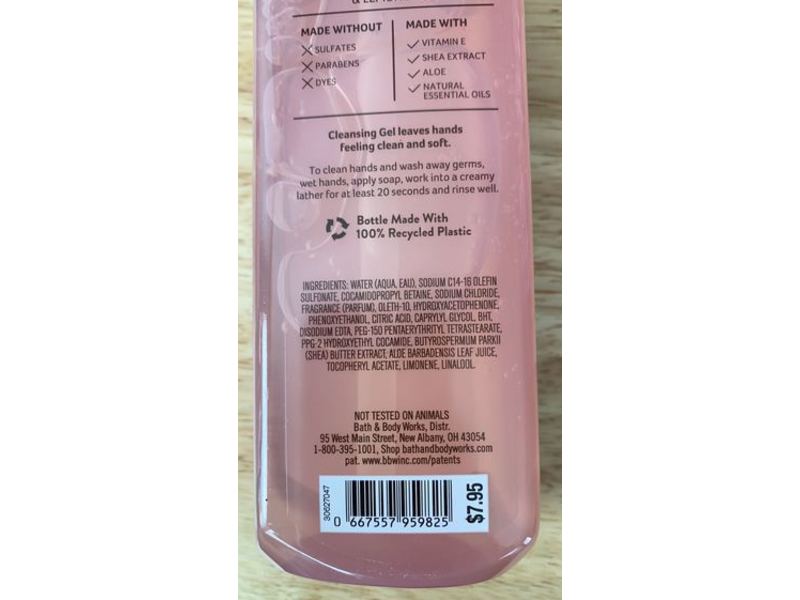 MADE WITHOUT
SULFATES
PARABENS
DYES
MADE WITH
VITAMIN E
SHEA EXTRACT
ALOE
NATURAL
ESSENTIAL OILS
Cleansing Gel leaves hands
feeling clean and soft.
To clean hands and wash away germs,
wet hands, apply soap, work into a creamy
lather for at least 20 seconds and rinse well.
Bottle Made With
100% Recycled Plastic
INGREDIENTS: WATER (AQUA, EAU), SODIUM C14-16 OLEFIN
SULFONATE, COCAMIDOPROPYL BETAINE, SODIUM CHLORIDE,
FRAGRANCE (PARFUM), OLETH-10, HYDROXYACETOPHENONE,
PHENOXYETHANOL, CITRIC ACID, CAPRYLYL GLYCOL, BHT,
DISODIUM EDTA, PEG-150 PENTAERYTHRITYL TETRASTEARATE,
PPG-2 HYDROXYETHYL COCAMIDE, BUTYROSPERMUM PARKII
(SHEA) BUTTER EXTRACT, ALOE BARBADENSIS LEAF JUICE,
TOCOPHERYL ACETATE, LIMONENE, LINALOOL.
NOT TESTED ON ANIMALS
Bath & Body Works, Distr.
95 West Main Street, New Albany, OH 43054
1-800-395-1001, Shop bathandbodyworks.com
pat. www.bbwinc.com/patents
30627047
0 667557 959825
$7.95